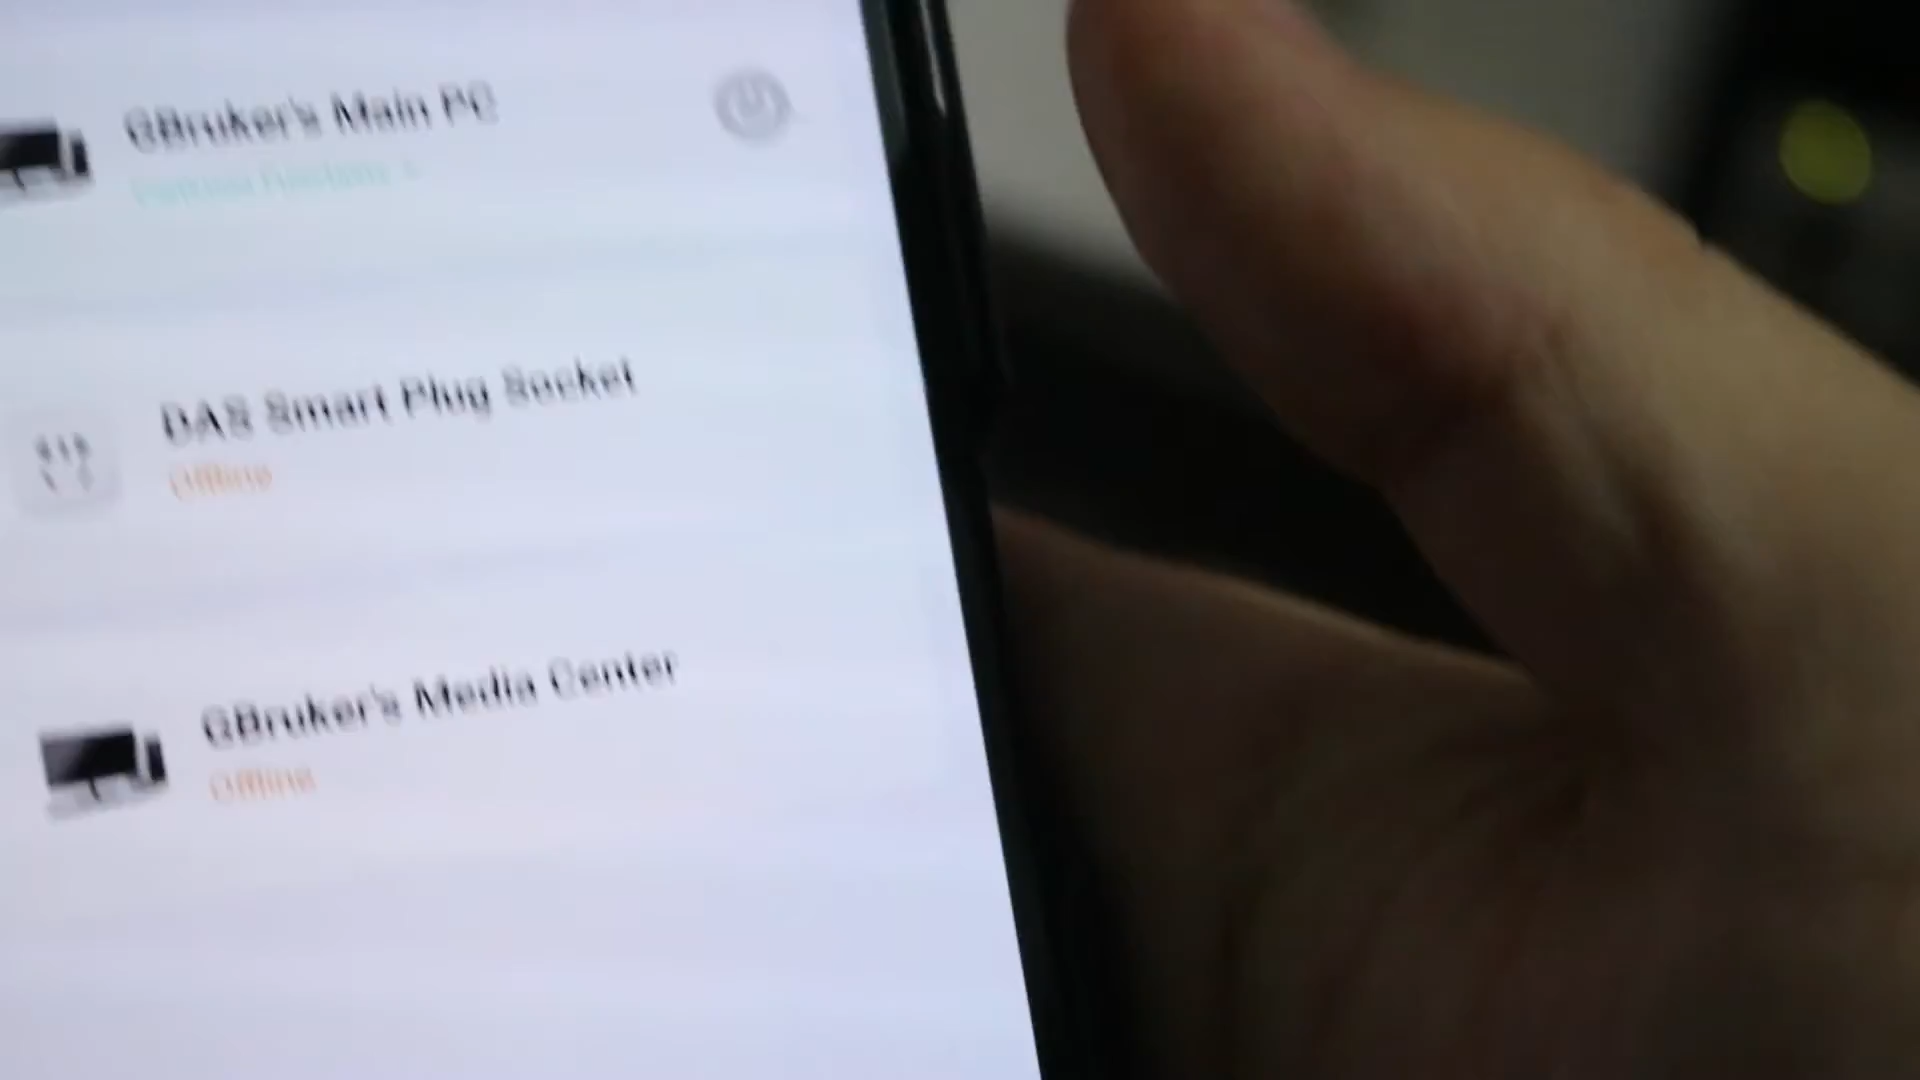 GBruker's Main PC
DAS Smart Plug Socket
Offline
GBruker's Media Center
Offline